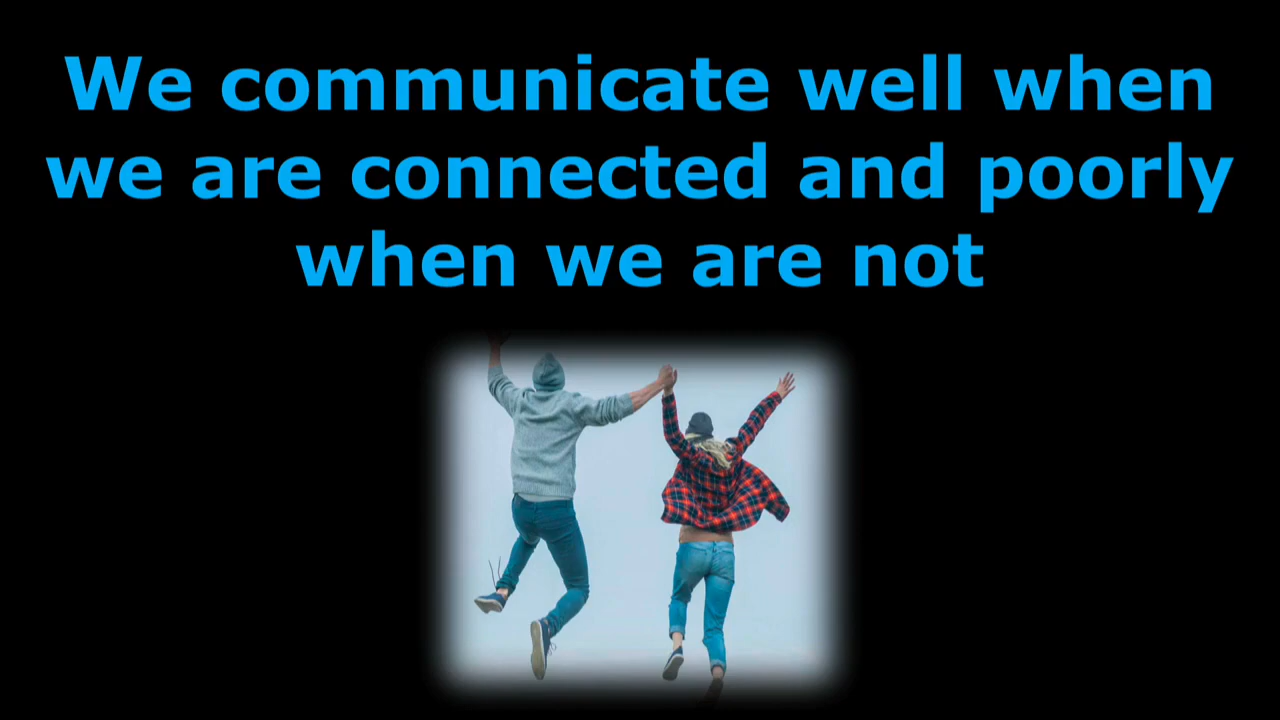 We communicate well when
we are connected and poorly
when we are not